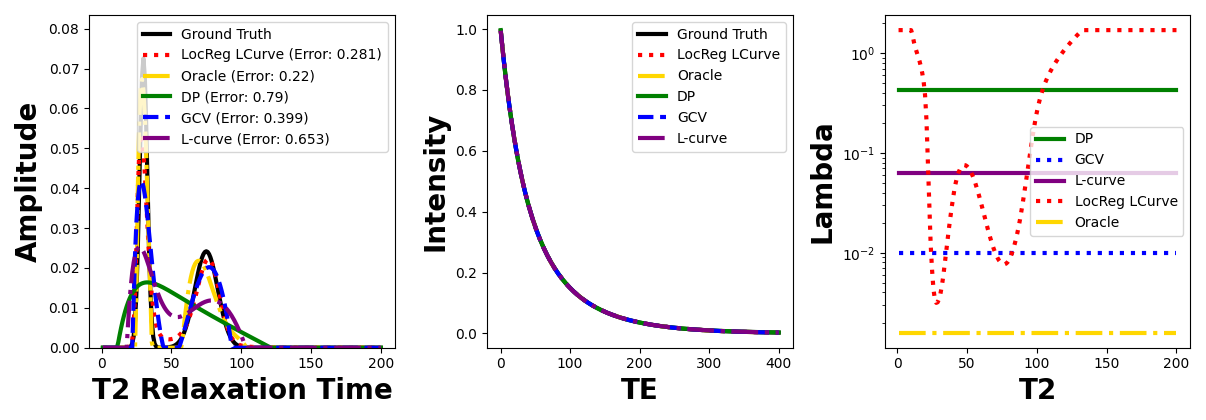 Amplitude
0.08
0.07
0.06
0.05
0.04
0.03
0.02
0.01
0.00
Ground Truth
LocReg LCurve (Error: 0.281)
Oracle (Error: 0.22)
DP (Error: 0.79)
GCV (Error: 0.399)
L-curve (Error: 0.653)
0 50 100 150 200
T2 Relaxation Time
Intensity
1.0
0.8
0.6
0.4
0.2
0.0
Ground Truth
LocReg LCurve
Oracle
DP
GCV
L-curve
0 100 200 300 400
TE
Lambda
10⁰
10⁻¹
10⁻²
DP
GCV
L-curve
LocReg LCurve
Oracle
0 50 100 150 200
T2